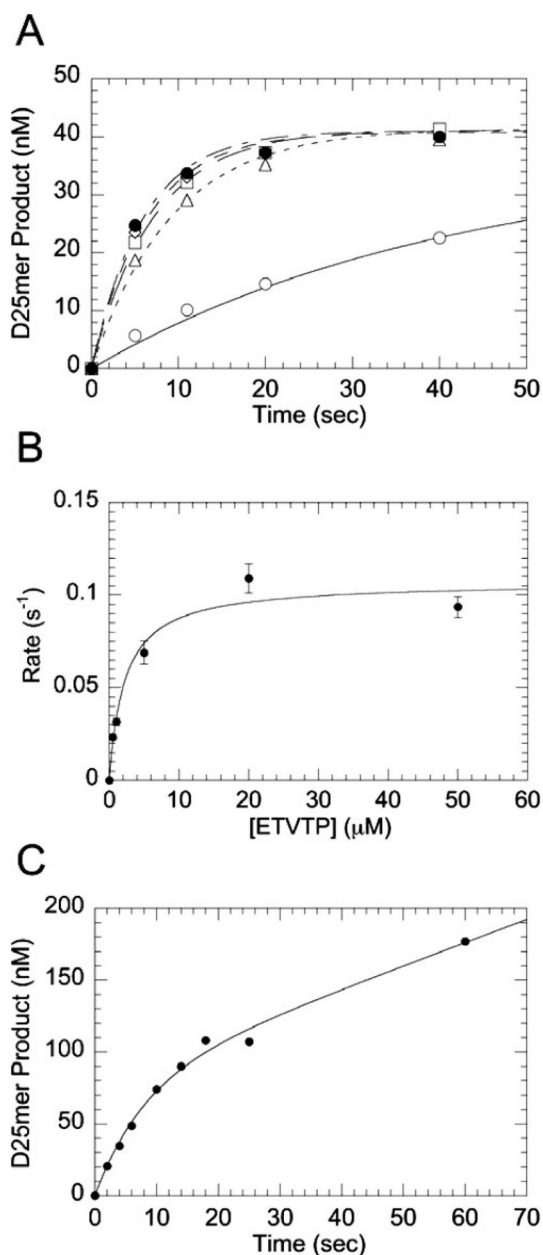 A
D25mer Product (nM)
50
40
30
20
10
0
0 10 20 30 40 50
Time (sec)
B
Rate (s⁻¹)
0.15
0.1
0.05
0
0 10 20 30 40 50 60
[ETVTP] (μM)
C
D25mer Product (nM)
200
150
100
50
0
0 10 20 30 40 50 60 70
Time (sec)